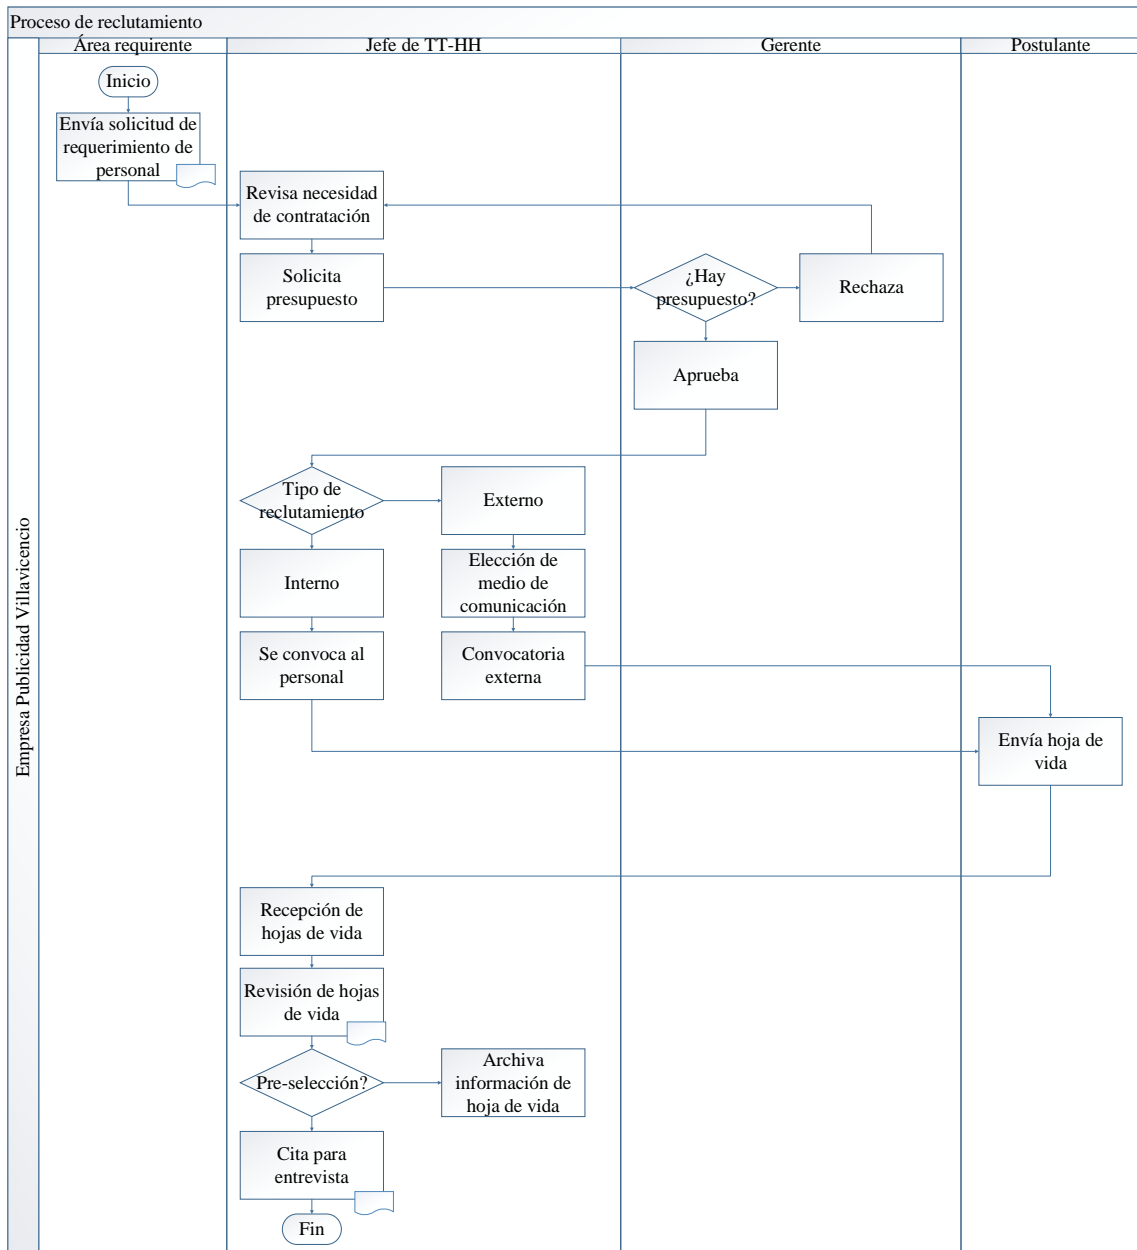 Proceso de reclutamiento
Área requirente
Jefe de TT-HH
Gerente
Postulante
Empresa Publicidad Villavicencio
Inicio
Envía solicitud de
requerimiento de
personal
Revisa necesidad
de contratación
Solicita
presupuesto
¿Hay
presupuesto?
Rechaza
Aprueba
Tipo de
reclutamiento
Externo
Interno
Elección de
medio de
comunicación
Se convoca al
personal
Convocatoria
externa
Envía hoja de
vida
Recepción de
hojas de vida
Revisión de hojas
de vida
Pre-selección?
Archiva
información de
hoja de vida
Cita para
entrevista
Fin